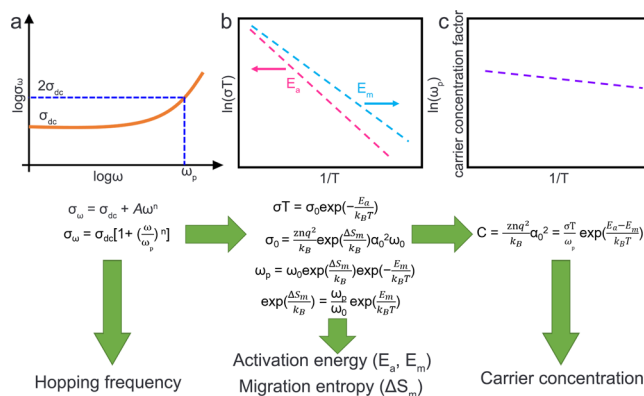 a
logσω
2σdc
σdc
logω
ωp
b
ln(σT)
Ea
Em
ln(ωp)
1/T
c
carrier concentration factor
1/T
σω = σdc + Aωⁿ
σω = σdc[1+ (ω/ωp)ⁿ]
σT = σ₀exp(-Ea/kBT)
σ₀ = znq²/kB exp(ΔSm/kB)α₀²ω₀
ωp = ω₀exp(ΔSm/kB)exp(-Em/kBT)
exp(ΔSm/kB) = ωp/ω₀ exp(Em/kBT)
C = znq²/kB α₀² = σT/ωp exp(Ea-Em/kBT)
Hopping frequency
Activation energy (Ea, Em)
Migration entropy (ΔSm)
Carrier concentration